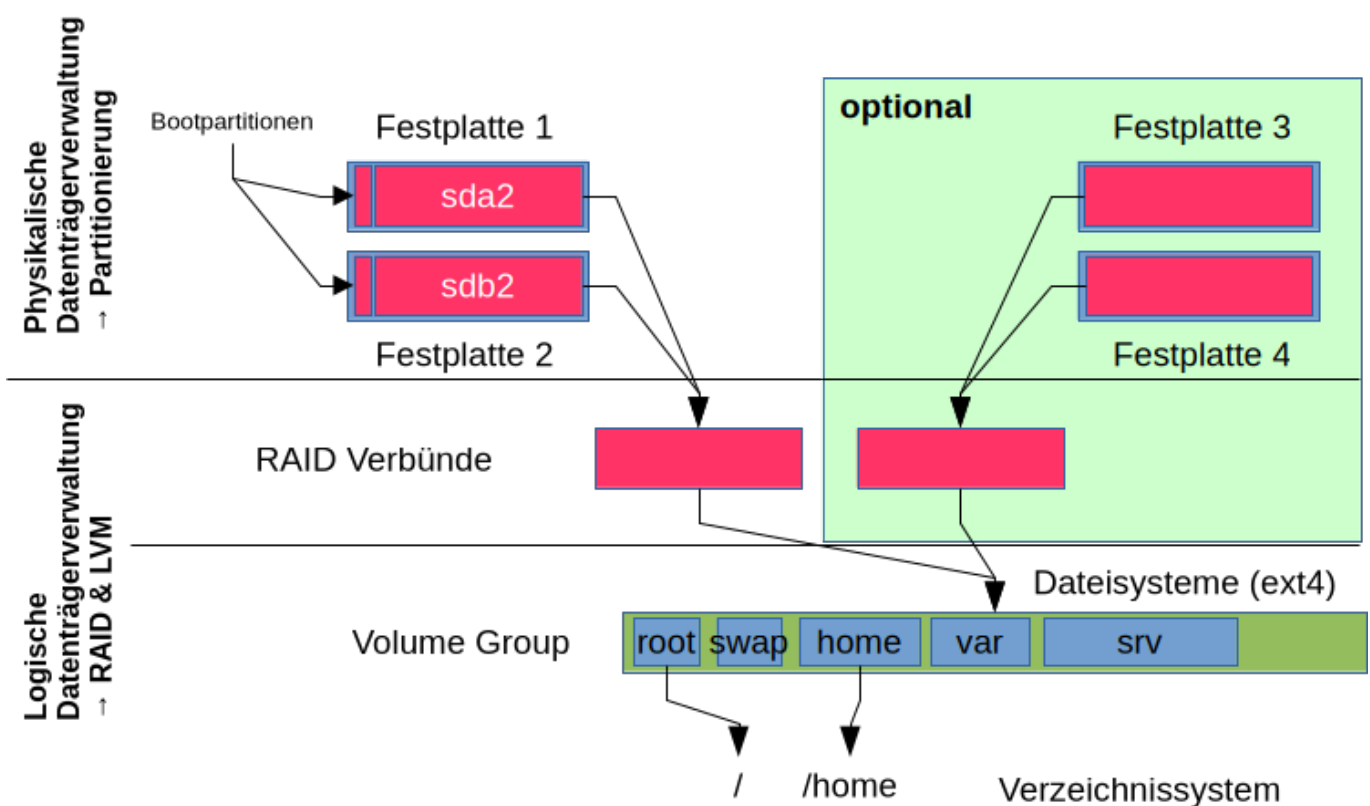 Physikalische
Datenträgerverwaltung
→ Partitionierung
Bootpartitionen
Festplatte 1
sda2
sdb2
Festplatte 2
optional
Festplatte 3
Festplatte 4
Logische
Datenträgerverwaltung
→ RAID & LVM
RAID Verbünde
Dateisysteme (ext4)
Volume Group
root swap home var srv
/ /home Verzeichnissystem